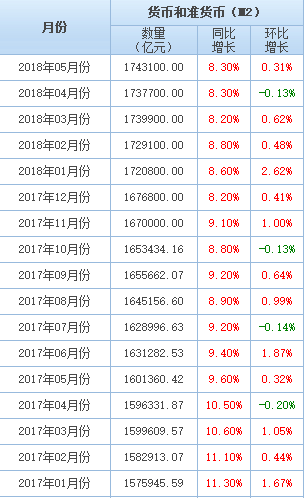 月份 货币和准货币（M2）
数量 同比 环比
（亿元） 增长 增长
2018年05月份 1743100.00 8.30% 0.31%
2018年04月份 1737700.00 8.30% -0.13%
2018年03月份 1739900.00 8.20% 0.62%
2018年02月份 1729100.00 8.80% 0.48%
2018年01月份 1720800.00 8.60% 2.62%
2017年12月份 1676800.00 8.20% 0.41%
2017年11月份 1670000.00 9.10% 1.00%
2017年10月份 1653434.16 8.80% -0.13%
2017年09月份 1655662.07 9.20% 0.64%
2017年08月份 1645156.60 8.90% 0.99%
2017年07月份 1628996.63 9.20% -0.14%
2017年06月份 1631282.53 9.40% 1.87%
2017年05月份 1601360.42 9.60% 0.32%
2017年04月份 1596331.87 10.50% -0.20%
2017年03月份 1599609.57 10.60% 1.05%
2017年02月份 1582913.07 11.10% 0.44%
2017年01月份 1575945.59 11.30% 1.67%